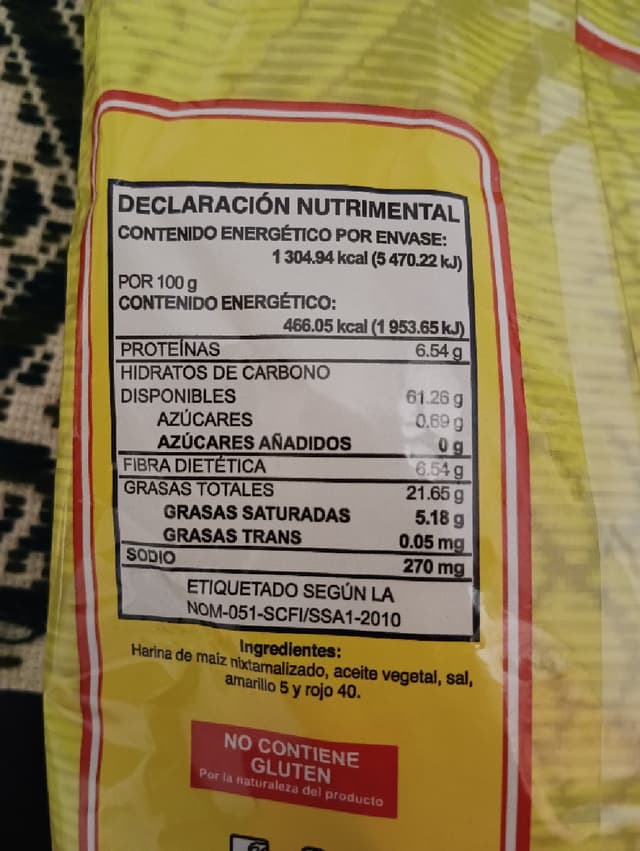 DECLARACIÓN NUTRIMENTAL
CONTENIDO ENERGÉTICO POR ENVASE:
1 304.94 kcal (5 470.22 kJ)
POR 100 g
CONTENIDO ENERGÉTICO:
466.05 kcal (1 953.65 kJ)
PROTEÍNAS 6.54 g
HIDRATOS DE CARBONO
DISPONIBLES 61.26 g
AZÚCARES 0.69 g
AZÚCARES AÑADIDOS 0 g
FIBRA DIETÉTICA 6.54 g
GRASAS TOTALES 21.65 g
GRASAS SATURADAS 5.18 g
GRASAS TRANS 0.05 mg
SODIO 270 mg
ETIQUETADO SEGÚN LA
NOM-051-SCFI/SSA1-2010
Ingredientes:
Harina de maiz nixtamalizado, aceite vegetal, sal,
amarillo 5 y rojo 40.
NO CONTIENE
GLUTEN
Por la naturaleza del producto